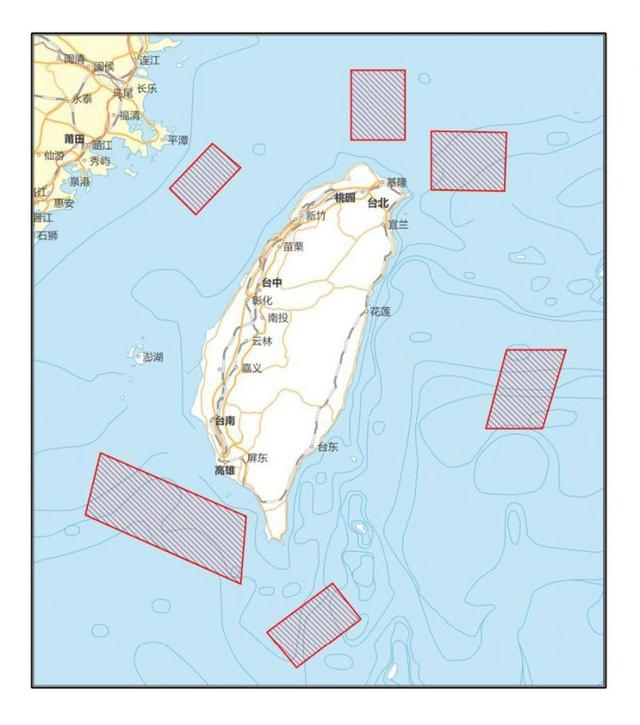 闽清
闽侯
连江
马尾
长乐
永泰
福清
莆田
涵江
平潭
仙游
秀屿
泉港
惠安
晋江
石狮
基隆
桃园
台北
新竹
宜兰
苗栗
台中
彰化
花莲
南投
云林
澎湖
嘉义
台南
台东
屏东
高雄